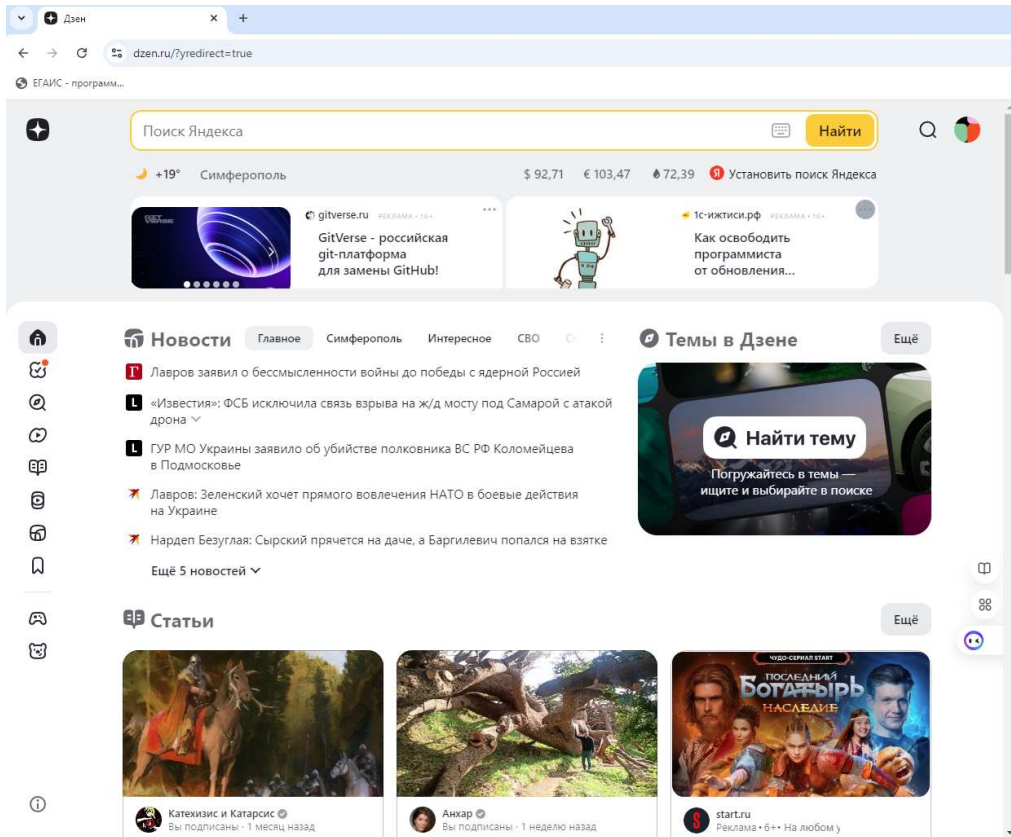 Дзен
dzen.ru/?yredirect=true
ЕГАИС - программ...
Поиск Яндекса
Найти
+19° Симферополь
$ 92,71 € 103,47 72,39 Я Установить поиск Яндекса
GITVERSE
gitverse.ru РЕКЛАМА • 16+
GitVerse - российская
git-платформа
для замены GitHub!
1с-ижтиси.рф РЕКЛАМА • 16+
Как освободить
программиста
от обновления...
Новости Главное Симферополь Интересное СВО
Г Лавров заявил о бессмысленности войны до победы с ядерной Россией
L «Известия»: ФСБ исключила связь взрыва на ж/д мосту под Самарой с атакой
дрона
L ГУР МО Украины заявило об убийстве полковника ВС РФ Коломейцева
в Подмосковье
Лавров: Зеленский хочет прямого вовлечения НАТО в боевые действия
на Украине
Нардеп Безуглая: Сырский прячется на даче, а Баргилевич попался на взятке
Ещё 5 новостей
Темы в Дзене Ещё
Найти тему
Погружайтесь в темы —
ищите и выбирайте в поиске
Статьи Ещё
ЧУДО-СЕРИАЛ START
ПОСЛЕДНИЙ
БОГАТЫРЬ
НАСЛЕДИЕ
Катехизис и Катарсис
Вы подписаны · 1 месяц назад
Анхар
Вы подписаны · 1 неделю назад
S start.ru
Реклама • 6+ • На любом у